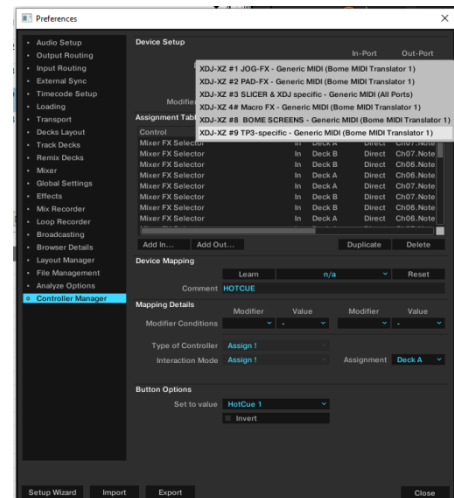 Preferences
Audio Setup
Output Routing
Input Routing
External Sync
Timecode Setup
Loading
Transport
Decks Layout
Track Decks
Remix Decks
Mixer
Global Settings
Effects
Mix Recorder
Loop Recorder
Broadcasting
Browser Details
Layout Manager
File Management
Analyze Options
Controller Manager
Device Setup
In-Port Out-Port
XDJ-XZ #1 JOG-FX - Generic MIDI (Bome MIDI Translator 1)
XDJ-XZ #2 PAD-FX - Generic MIDI (Bome MIDI Translator 1)
XDJ-XZ #3 SLICER & XDJ specific - Generic MIDI (All Ports)
XDJ-XZ 4# Macro FX - Generic MIDI (Bome MIDI Translator 1)
XDJ-XZ #8 BOME SCREENS - Generic MIDI (Bome MIDI Translator 1)
XDJ-XZ #9 TP3-specific - Generic MIDI (Bome MIDI Translator 1)
Modifier
Assignment Tabl
Control
Mixer FX Selector In Deck B Direct Ch07.Note
Mixer FX Selector In Deck A Direct Ch07.Note
Mixer FX Selector In Deck B Direct Ch06.Note
Mixer FX Selector In Deck A Direct Ch06.Note
Mixer FX Selector In Deck A Direct Ch07.Note
Mixer FX Selector In Deck B Direct Ch07.Note
Mixer FX Selector In Deck B Direct Ch06.Note
Mixer FX Selector In Deck A Direct Ch06.Note
Add In... Add Out... Duplicate Delete
Device Mapping
Learn n/a Reset
Comment HOTCUE
Mapping Details
Modifier Value Modifier Value
Modifier Conditions - -
Type of Controller Assign !
Interaction Mode Assign ! Assignment Deck A
Button Options
Set to value HotCue 1
Invert
Setup Wizard Import Export Close